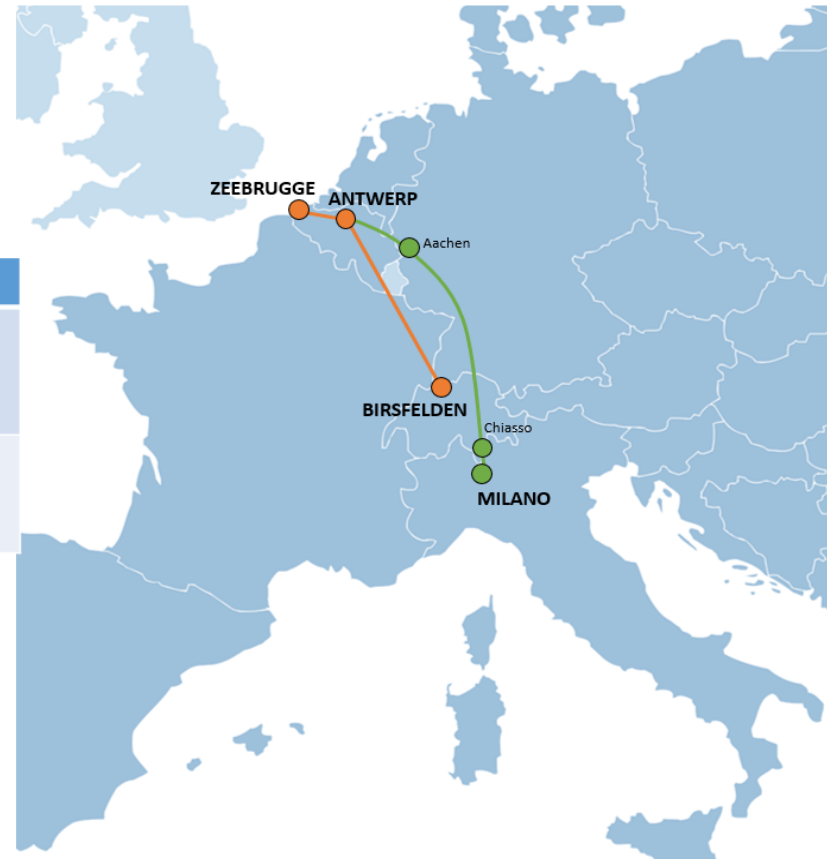 ZEEBRUGGE
ANTWERP
Aachen
BIRSFELDEN
Chiasso
MILANO